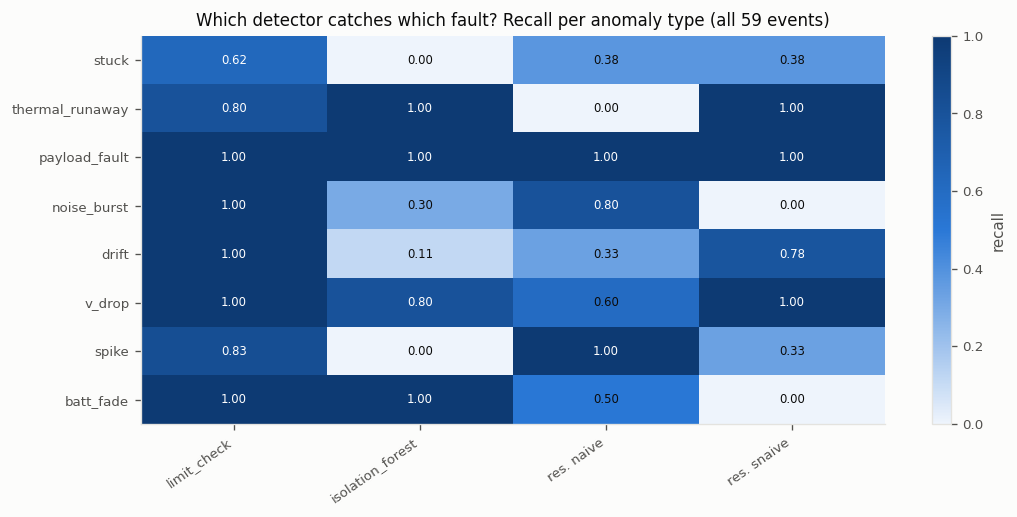 Which detector catches which fault? Recall per anomaly type (all 59 events)
stuck 0.62 0.00 0.38 0.38
thermal_runaway 0.80 1.00 0.00 1.00
payload_fault 1.00 1.00 1.00 1.00
noise_burst 1.00 0.30 0.80 0.00
drift 1.00 0.11 0.33 0.78
v_drop 1.00 0.80 0.60 1.00
spike 0.83 0.00 1.00 0.33
batt_fade 1.00 1.00 0.50 0.00
limit_check isolation_forest res. naive res. snaive
1.0
0.8
0.6
0.4
0.2
0.0
recall